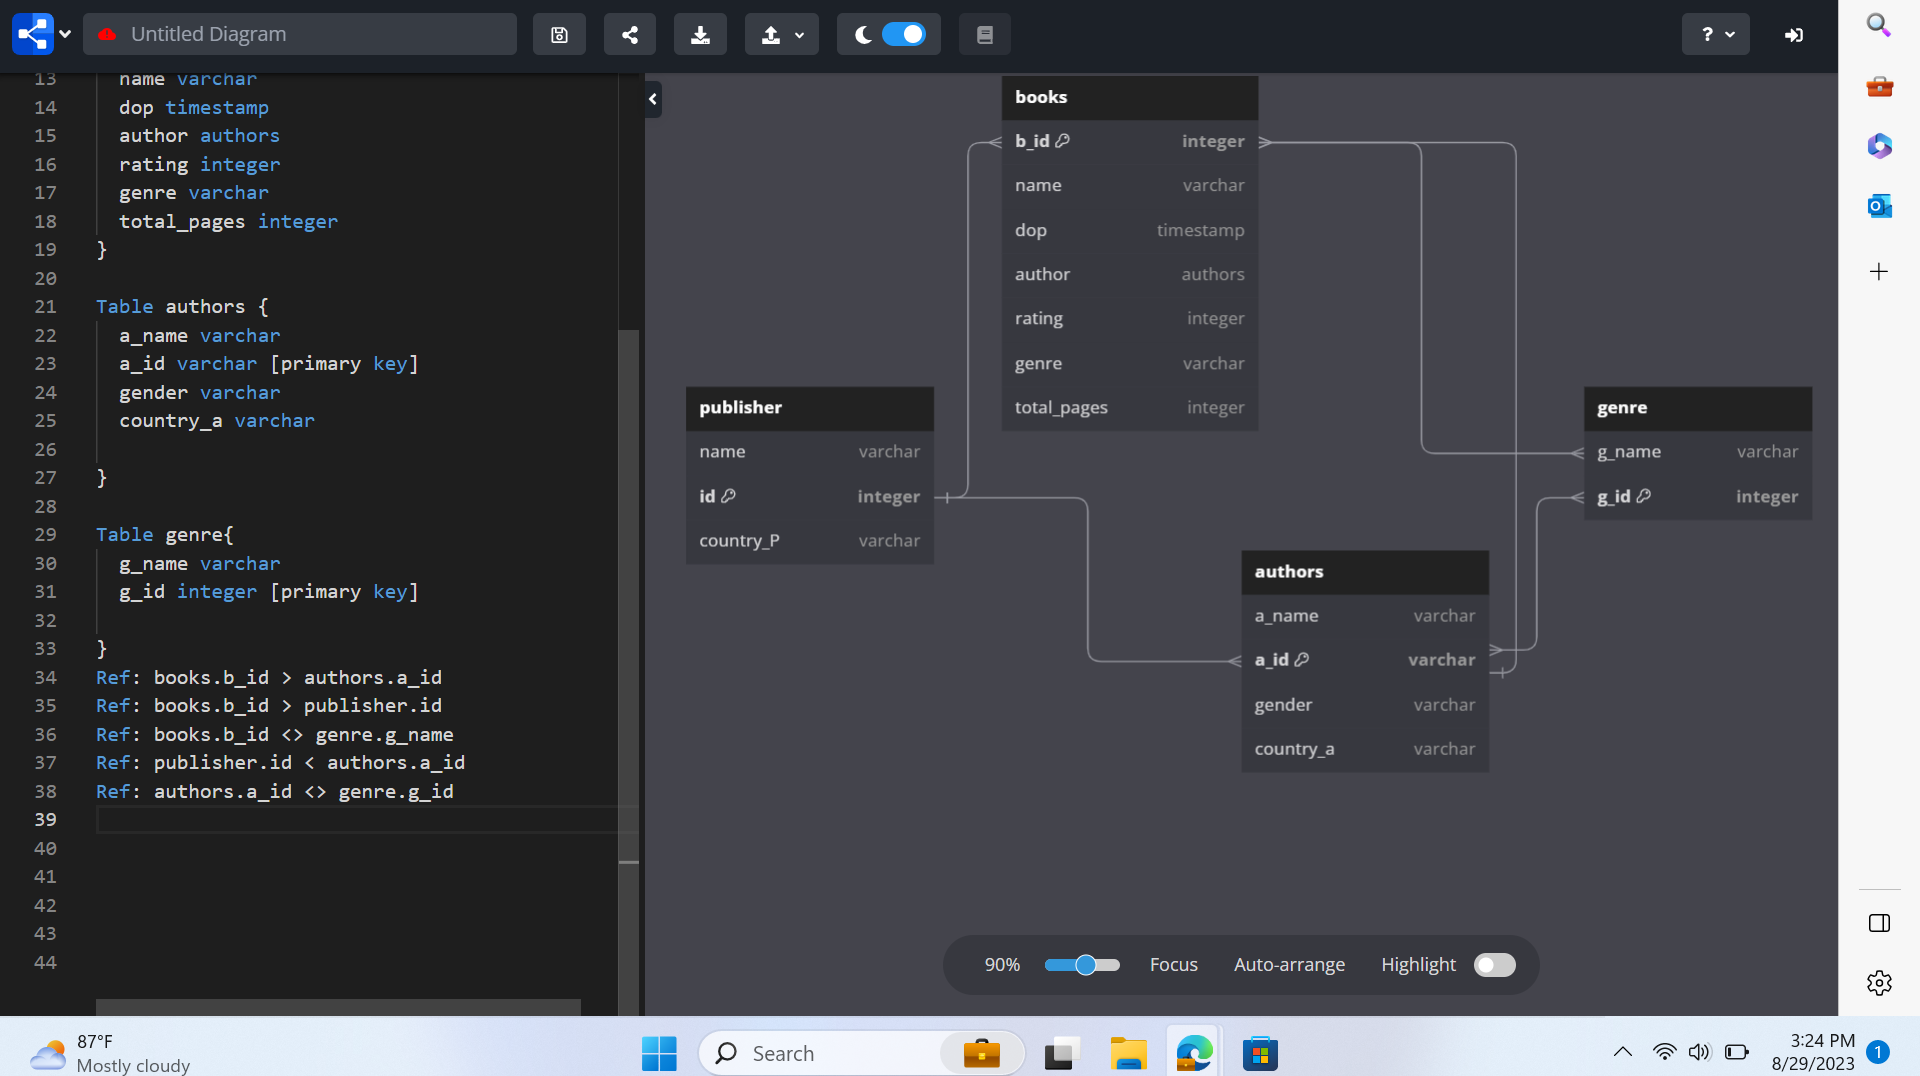 Untitled Diagram
?
13 name varchar
14 dop timestamp
15 author authors
16 rating integer
17 genre varchar
18 total_pages integer
19 }
20
21 Table authors {
22 a_name varchar
23 a_id varchar [primary key]
24 gender varchar
25 country_a varchar
26
27 }
28
29 Table genre{
30 g_name varchar
31 g_id integer [primary key]
32
33 }
34 Ref: books.b_id > authors.a_id
35 Ref: books.b_id > publisher.id
36 Ref: books.b_id <> genre.g_name
37 Ref: publisher.id < authors.a_id
38 Ref: authors.a_id <> genre.g_id
39
40
41
42
43
44
books
b_id integer
name varchar
dop timestamp
author authors
rating integer
genre varchar
total_pages integer
publisher
name varchar
id integer
country_P varchar
genre
g_name varchar
g_id integer
authors
a_name varchar
a_id varchar
gender varchar
country_a varchar
90% Focus Auto-arrange Highlight
87°F
Mostly cloudy
Search
3:24 PM
8/29/2023
1